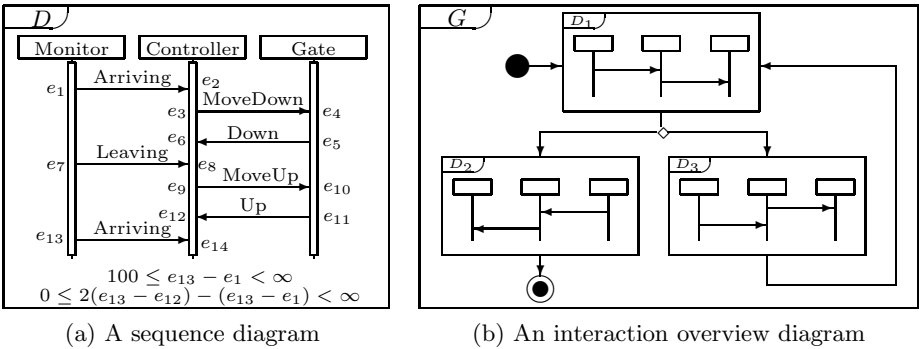 D
Monitor Controller Gate
Arriving
e₁ e₂
MoveDown
e₃ e₄
Down
e₆ e₅
Leaving
e₇ e₈
MoveUp
e₉ e₁₀
Up
e₁₂ e₁₁
Arriving
e₁₃ e₁₄
100 ≤ e₁₃ − e₁ < ∞
0 ≤ 2(e₁₃ − e₁₂) − (e₁₃ − e₁) < ∞
(a) A sequence diagram
G
D₁
D₂
D₃
(b) An interaction overview diagram